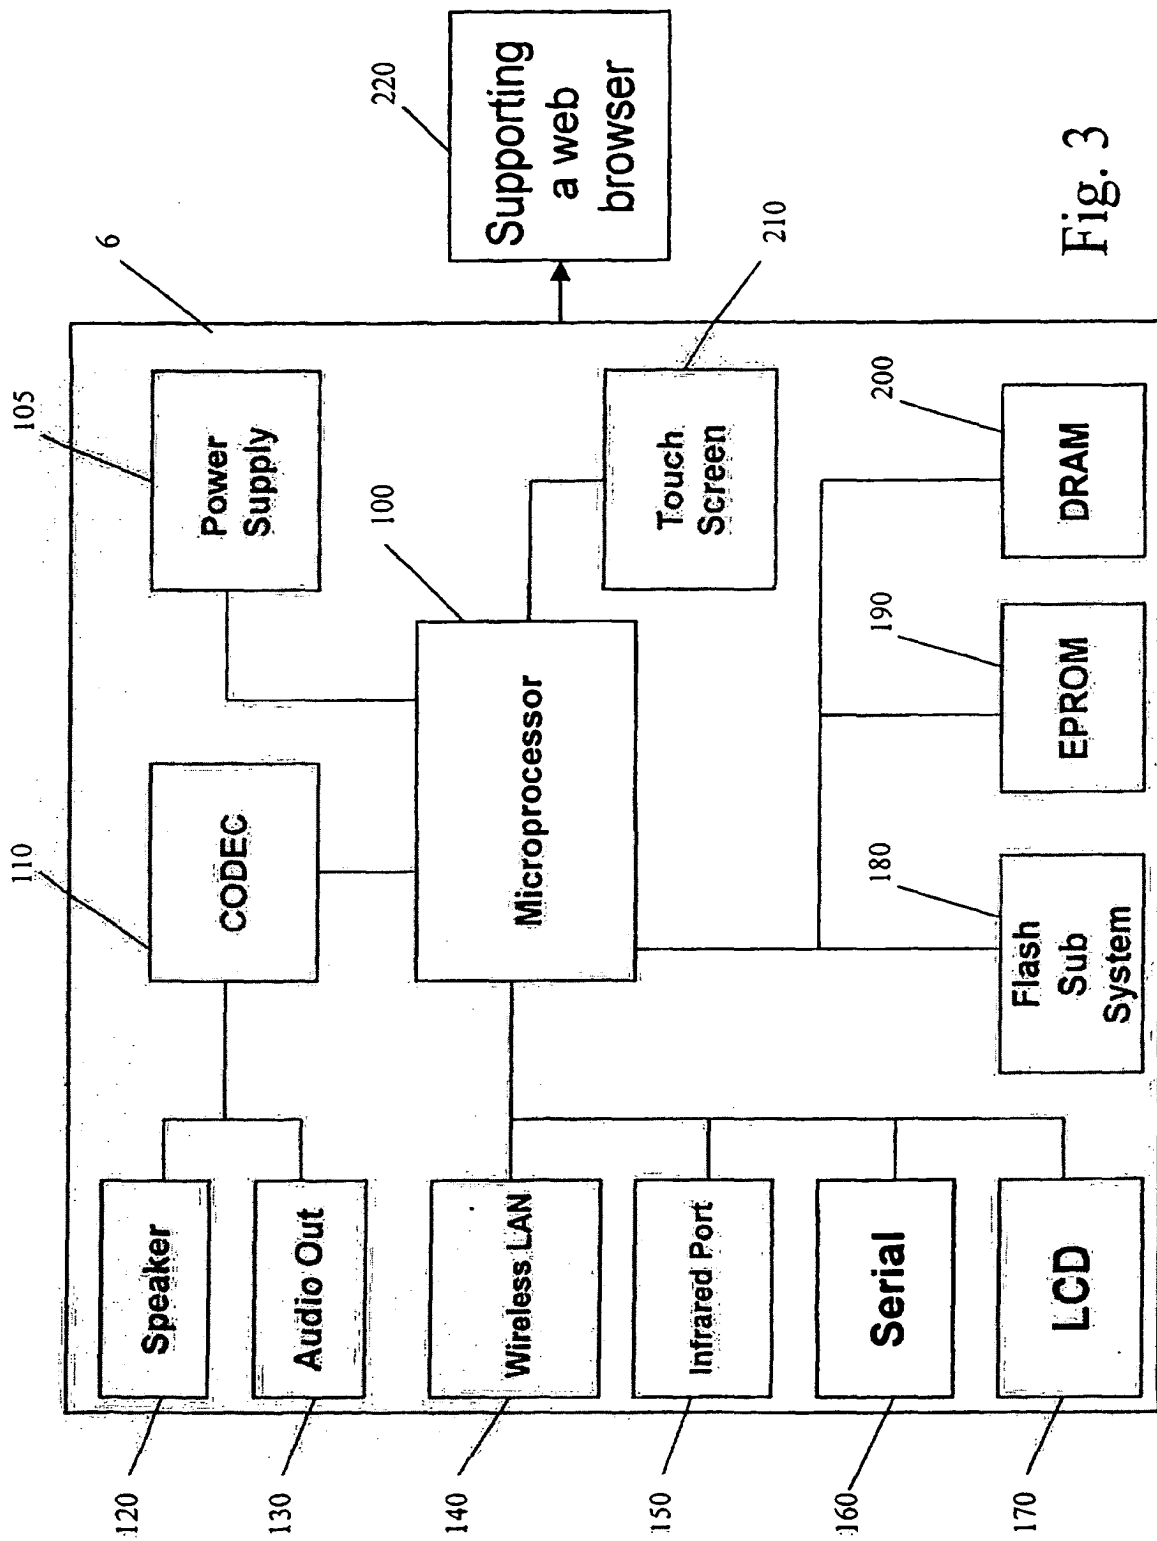 120
Speaker
110
CODEC
105
Power
Supply
6
130
Audio Out
140
Wireless LAN
Microprocessor
100
220
Supporting
a web
browser
150
Infrared Port
Touch
Screen
210
160
Serial
180
190
200
170
LCD
Flash
Sub
System
EPROM
DRAM
Fig. 3